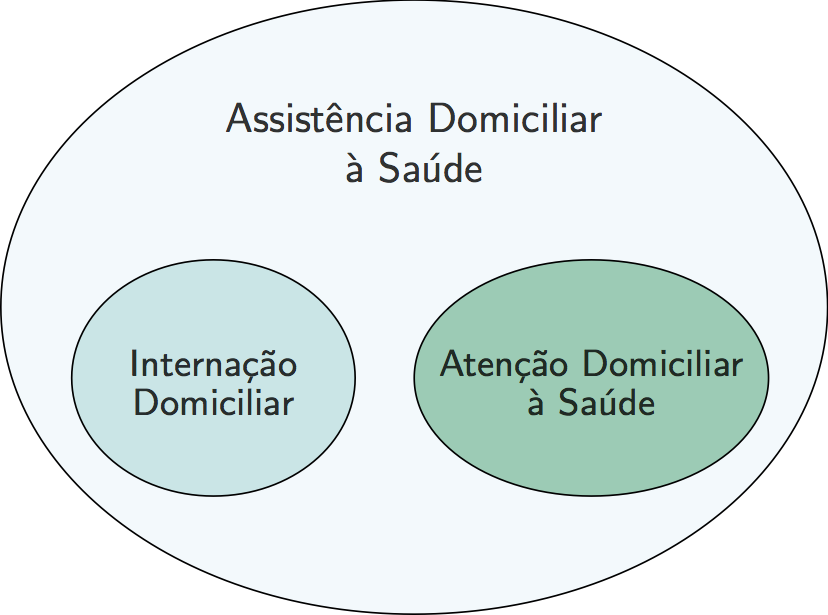 Assistência Domiciliar
à Saúde
Internação
Domiciliar
Atenção Domiciliar
à Saúde